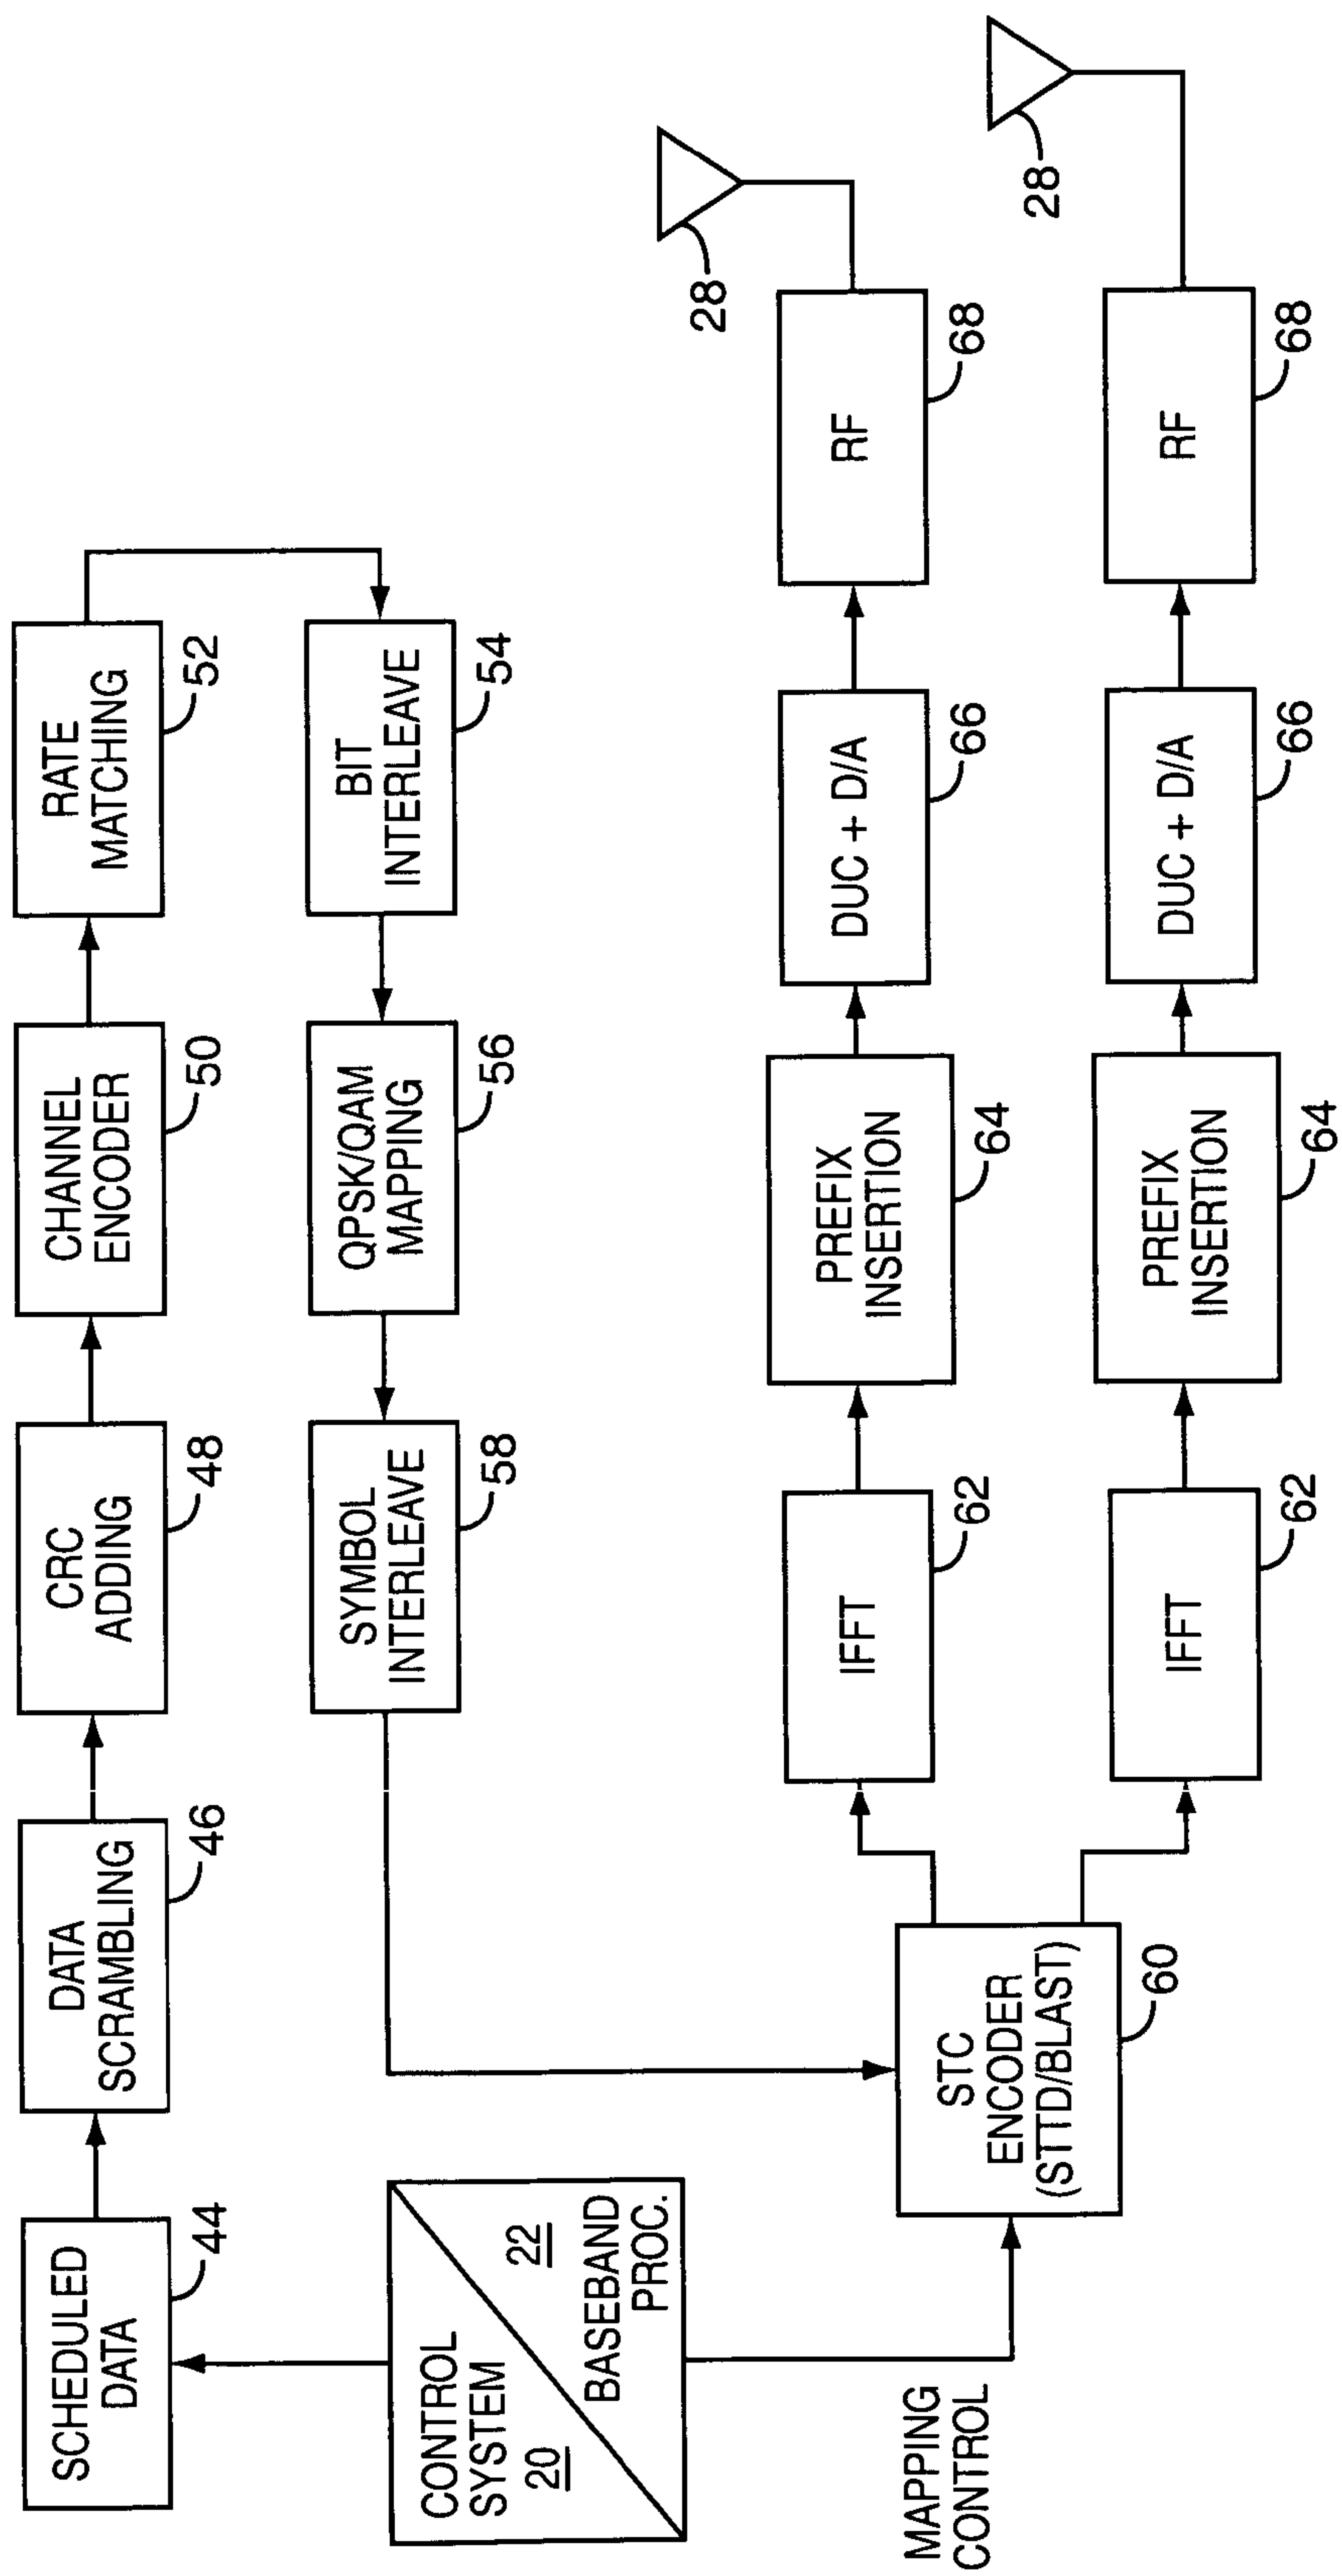 SCHEDULED
DATA
44
DATA
SCRAMBLING
46
CRC
ADDING
48
CHANNEL
ENCODER
50
RATE
MATCHING
52
CONTROL
SYSTEM
20
22
BASEBAND
PROC.
SYMBOL
INTERLEAVE
58
QPSK/QAM
MAPPING
56
BIT
INTERLEAVE
54
MAPPING
CONTROL
STC
ENCODER
(STTD/BLAST)
60
IFFT
62
PREFIX
INSERTION
64
DUC + D/A
66
RF
68
28
IFFT
62
PREFIX
INSERTION
64
DUC + D/A
66
RF
68
28